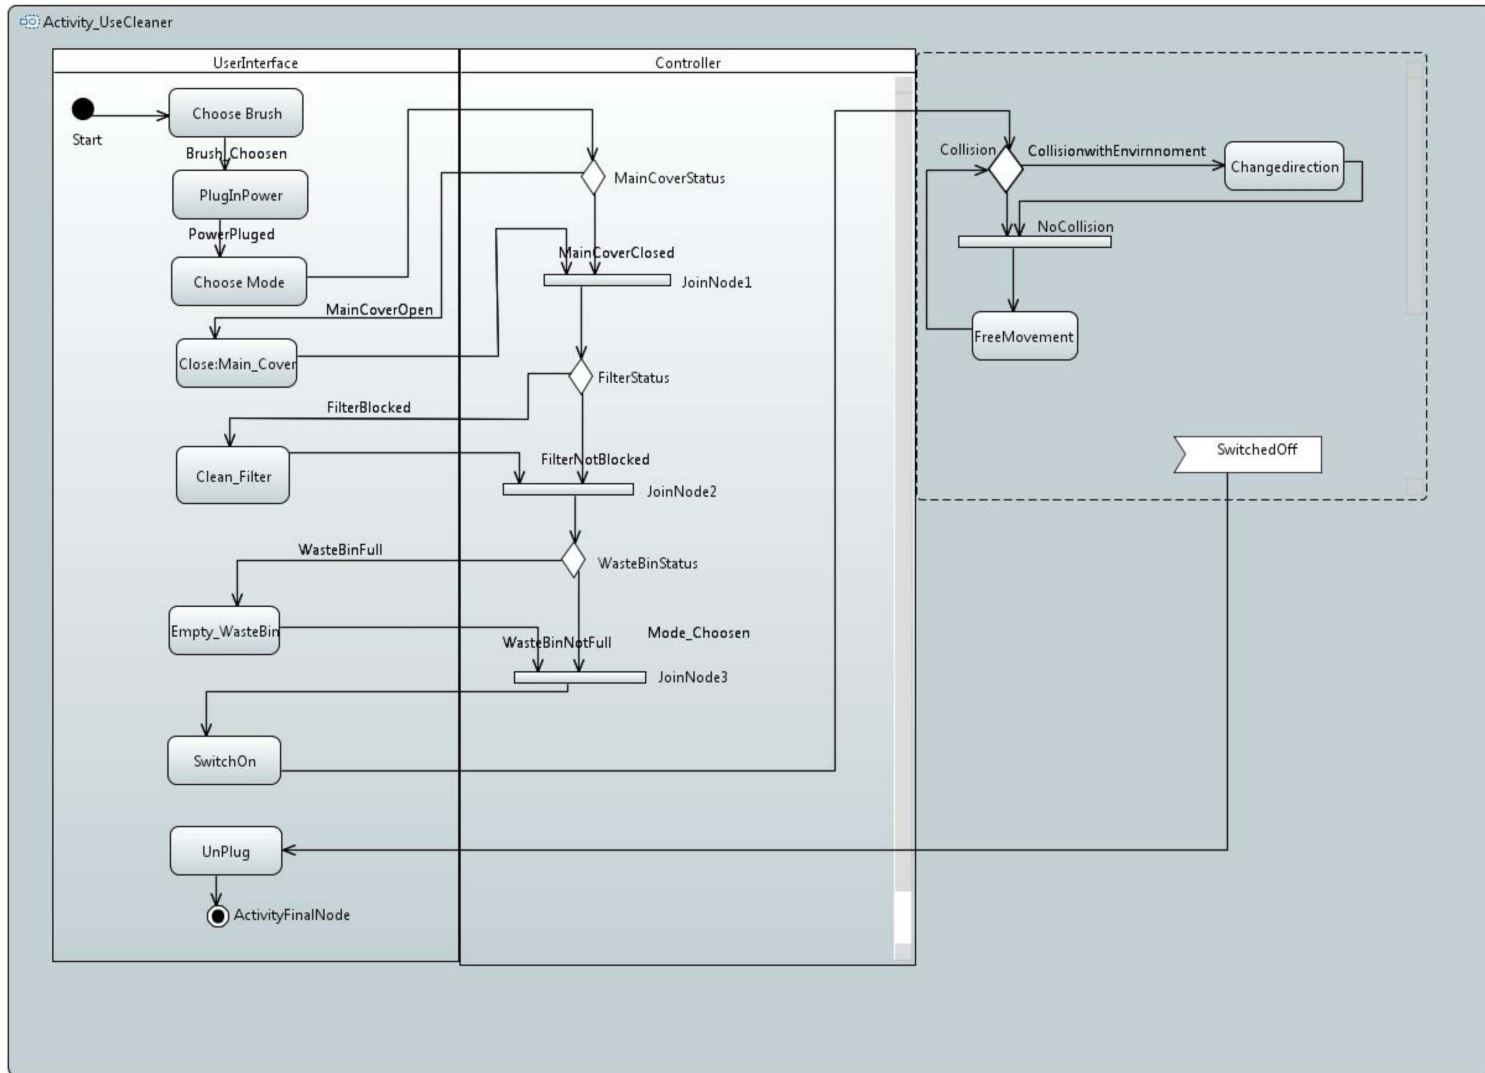 Activity_UseCleaner
UserInterface
Controller
Start
Choose Brush
Brush_Choosen
PlugInPower
PowerPluged
Choose Mode
MainCoverOpen
Close:Main_Cover
FilterBlocked
Clean_Filter
WasteBinFull
Empty_WasteBin
SwitchOn
UnPlug
ActivityFinalNode
MainCoverStatus
MainCoverClosed
JoinNode1
FilterStatus
FilterNotBlocked
JoinNode2
WasteBinStatus
Mode_Choosen
WasteBinNotFull
JoinNode3
Collision
CollisionwithEnvirnnoment
Changedirection
NoCollision
FreeMovement
SwitchedOff